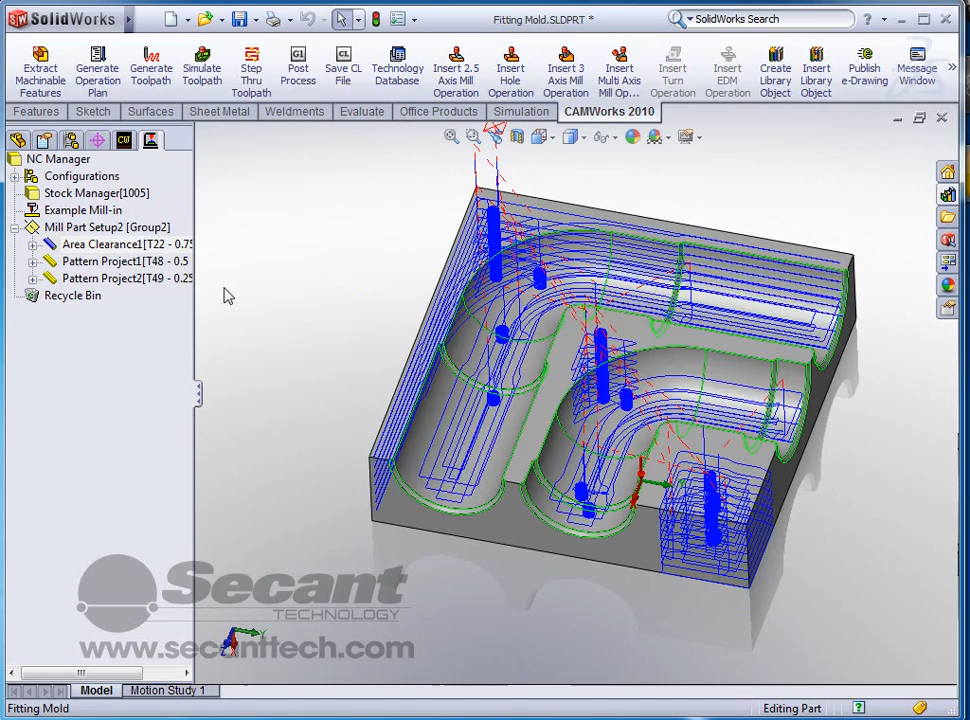 SolidWorks
Fitting Mold.SLDPRT *
SolidWorks Search
Extract Machinable Features
Generate Operation Plan
Generate Toolpath
Simulate Toolpath
Step Thru Toolpath
G1
Post Process
CL
Save CL File
Technology Database
Insert 2.5 Axis Mill Operation
Insert Hole Operation
Insert 3 Axis Mill Operation
Insert Multi Axis Mill Op...
Insert Turn Operation
Insert EDM Operation
Create Library Object
Insert Library Object
Publish e-Drawing
Message Window
Features
Sketch
Surfaces
Sheet Metal
Weldments
Evaluate
Office Products
Simulation
CAMWorks 2010
CW
NC Manager
Configurations
Stock Manager[1005]
Example Mill-in
Mill Part Setup2 [Group2]
Area Clearance1[T22 - 0.75
Pattern Project1[T48 - 0.5
Pattern Project2[T49 - 0.25
Recycle Bin
Secant
TECHNOLOGY
www.secanttech.com
Y
Model
Motion Study 1
Fitting Mold
Editing Part